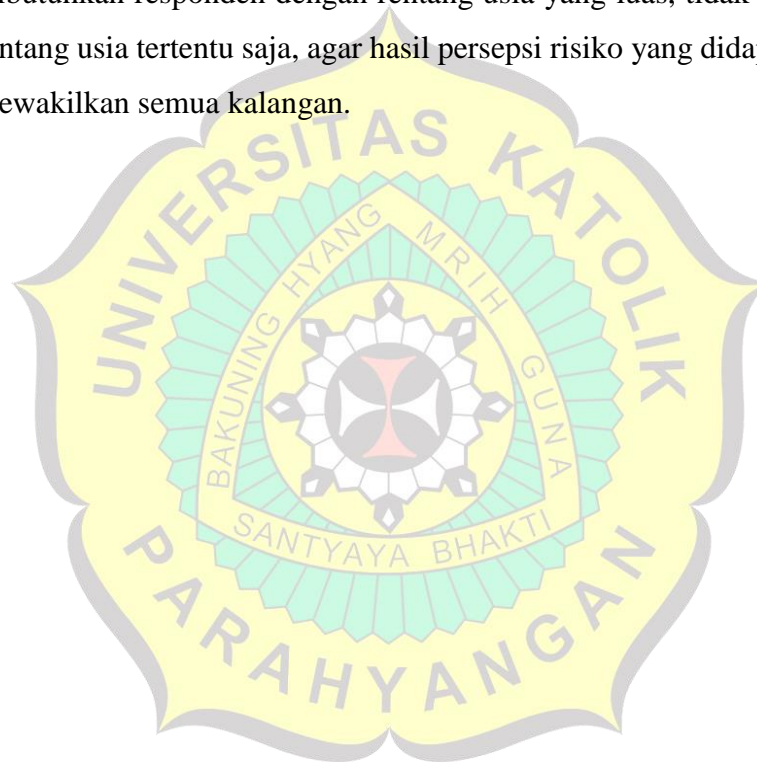 butuhkan responden dengan rentang usia yang luas, tidak
ntang usia tertentu saja, agar hasil persepsi risiko yang didap
ewakilkan semua kalangan.
UNIVERSITAS KATOLIK
PARAHYANGAN
BAKUNING HYANG MRIH GUNA
SANTYAYA BHAKTI